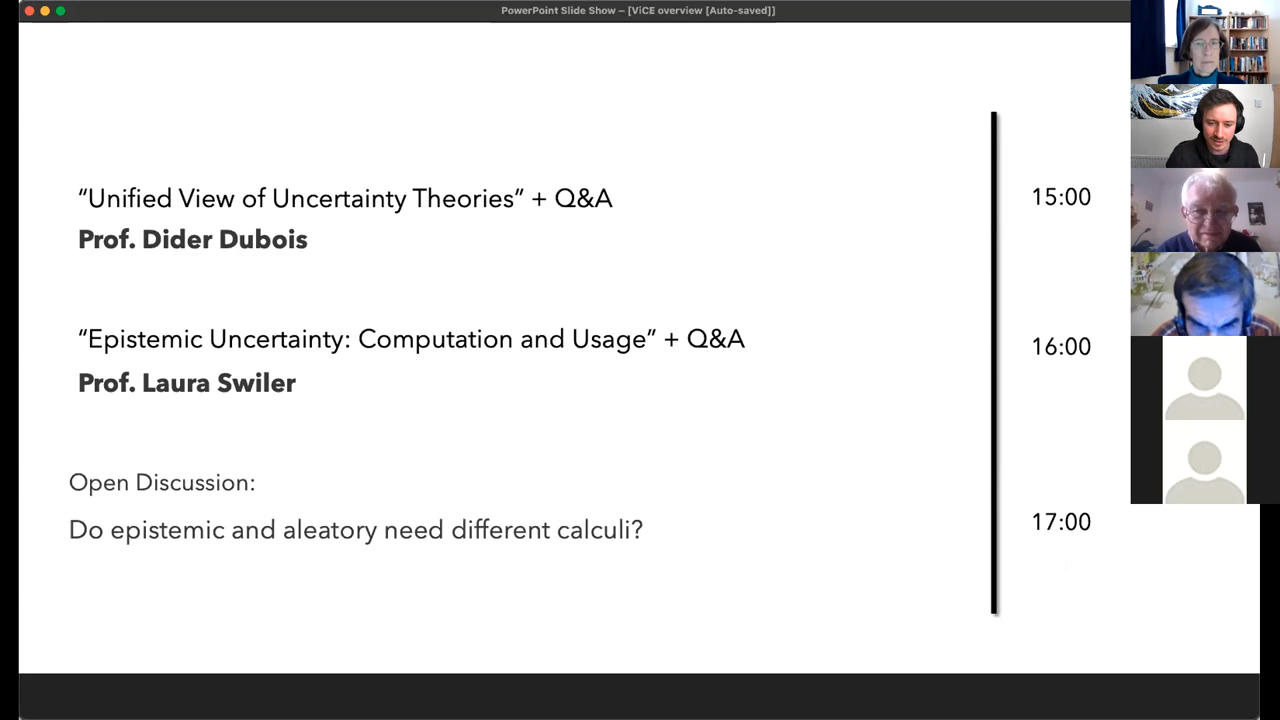 PowerPoint Slide Show – [ViCE overview [Auto-saved]]
“Unified View of Uncertainty Theories” + Q&A
15:00
Prof. Dider Dubois
“Epistemic Uncertainty: Computation and Usage” + Q&A
16:00
Prof. Laura Swiler
Open Discussion:
Do epistemic and aleatory need different calculi?
17:00